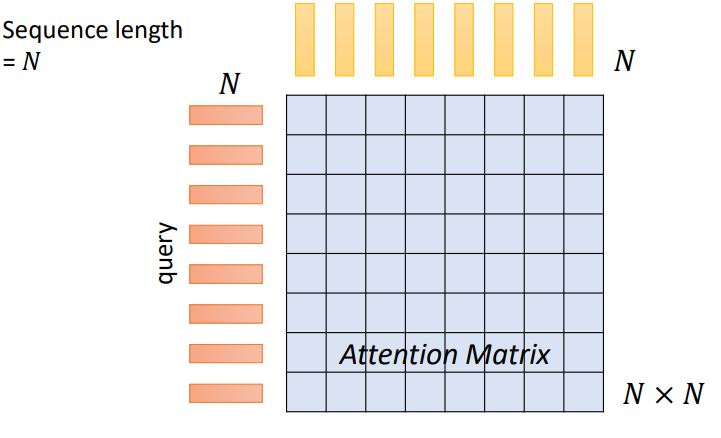 Sequence length
= N
N
N
query
Attention Matrix
N × N